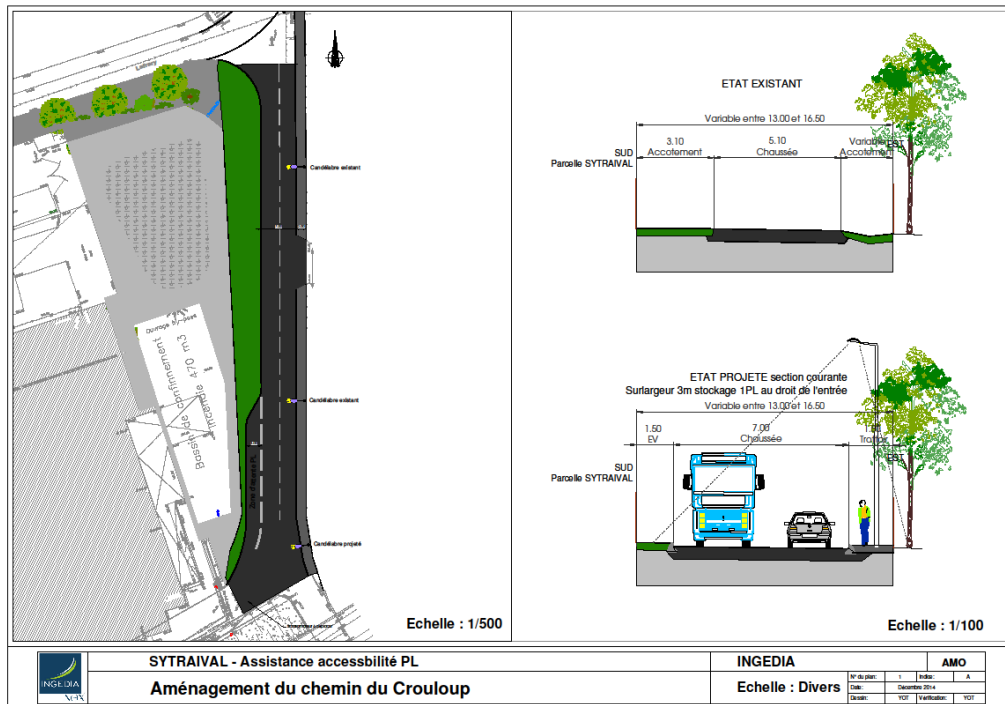 Candélabre existant
Candélabre existant
Candélabre projeté
Bassin de confinement
incendie 470 m3
Echelle : 1/500
ETAT EXISTANT
Variable entre 13.00 et 16.50
3.10
Accotement
5.10
Chaussée
Variable
Accotement
EST
SUD
Parcelle SYTRAIVAL
ETAT PROJETE section courante
Surlargeur 3m stockage 1PL au droit de l'entrée
Variable entre 13.00 et 16.50
1.50
EV
7.00
Chaussée
EST
SUD
Parcelle SYTRAIVAL
Echelle : 1/100
INGEDIA
SYTRAIVAL - Assistance accessbilité PL
Aménagement du chemin du Crouloup
INGEDIA
AMO
Echelle : Divers
N° du plan: 1 Indice: A
Date: Décembre 2014
Dessin: YOT Vérification: YOT